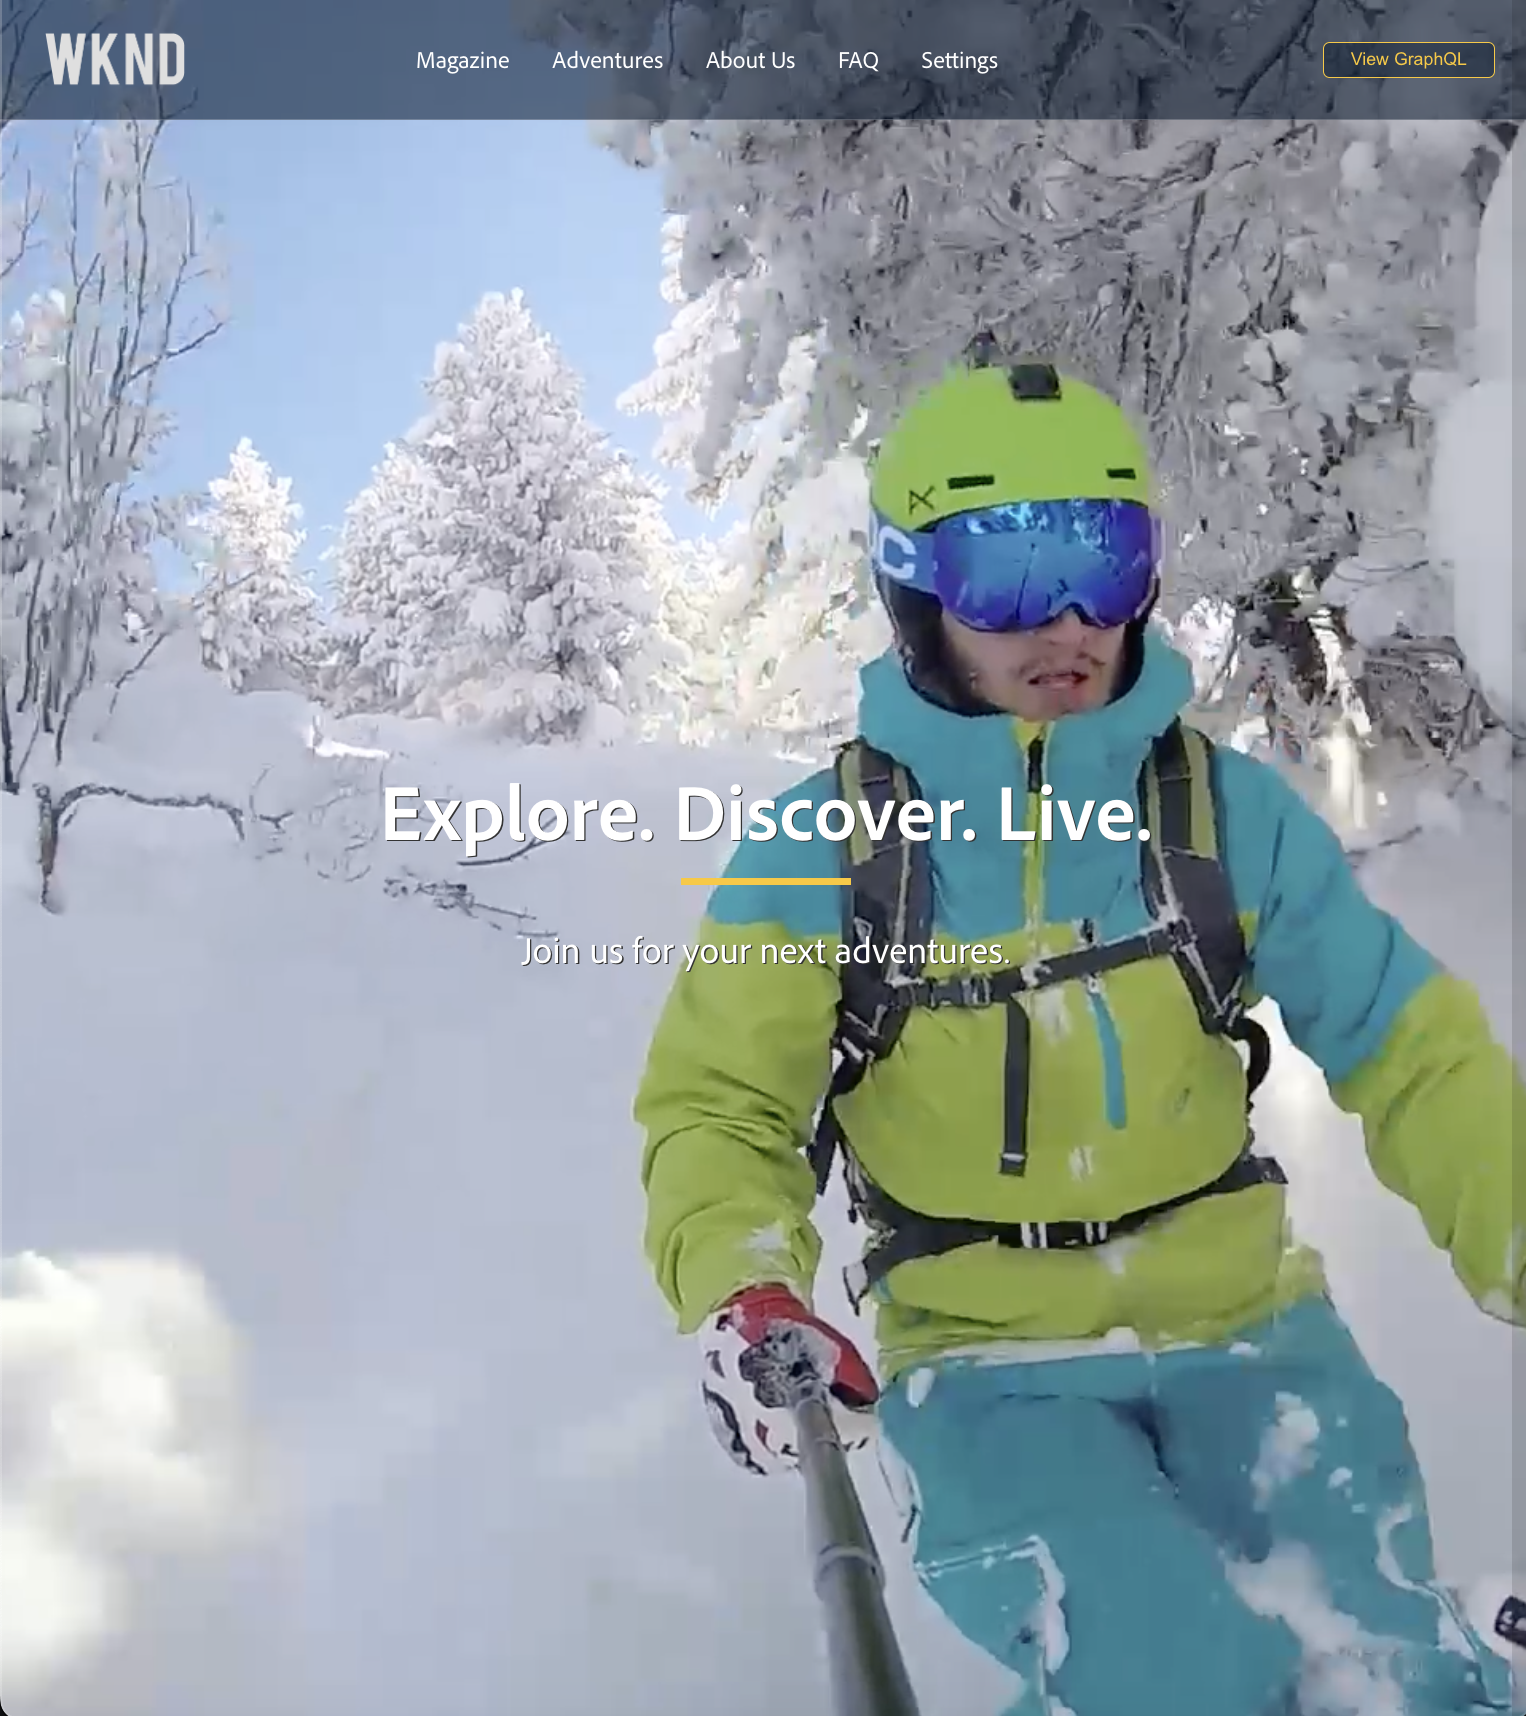 WKND
Magazine Adventures About Us FAQ Settings
View GraphQL
Explore. Discover. Live.
Join us for your next adventures.